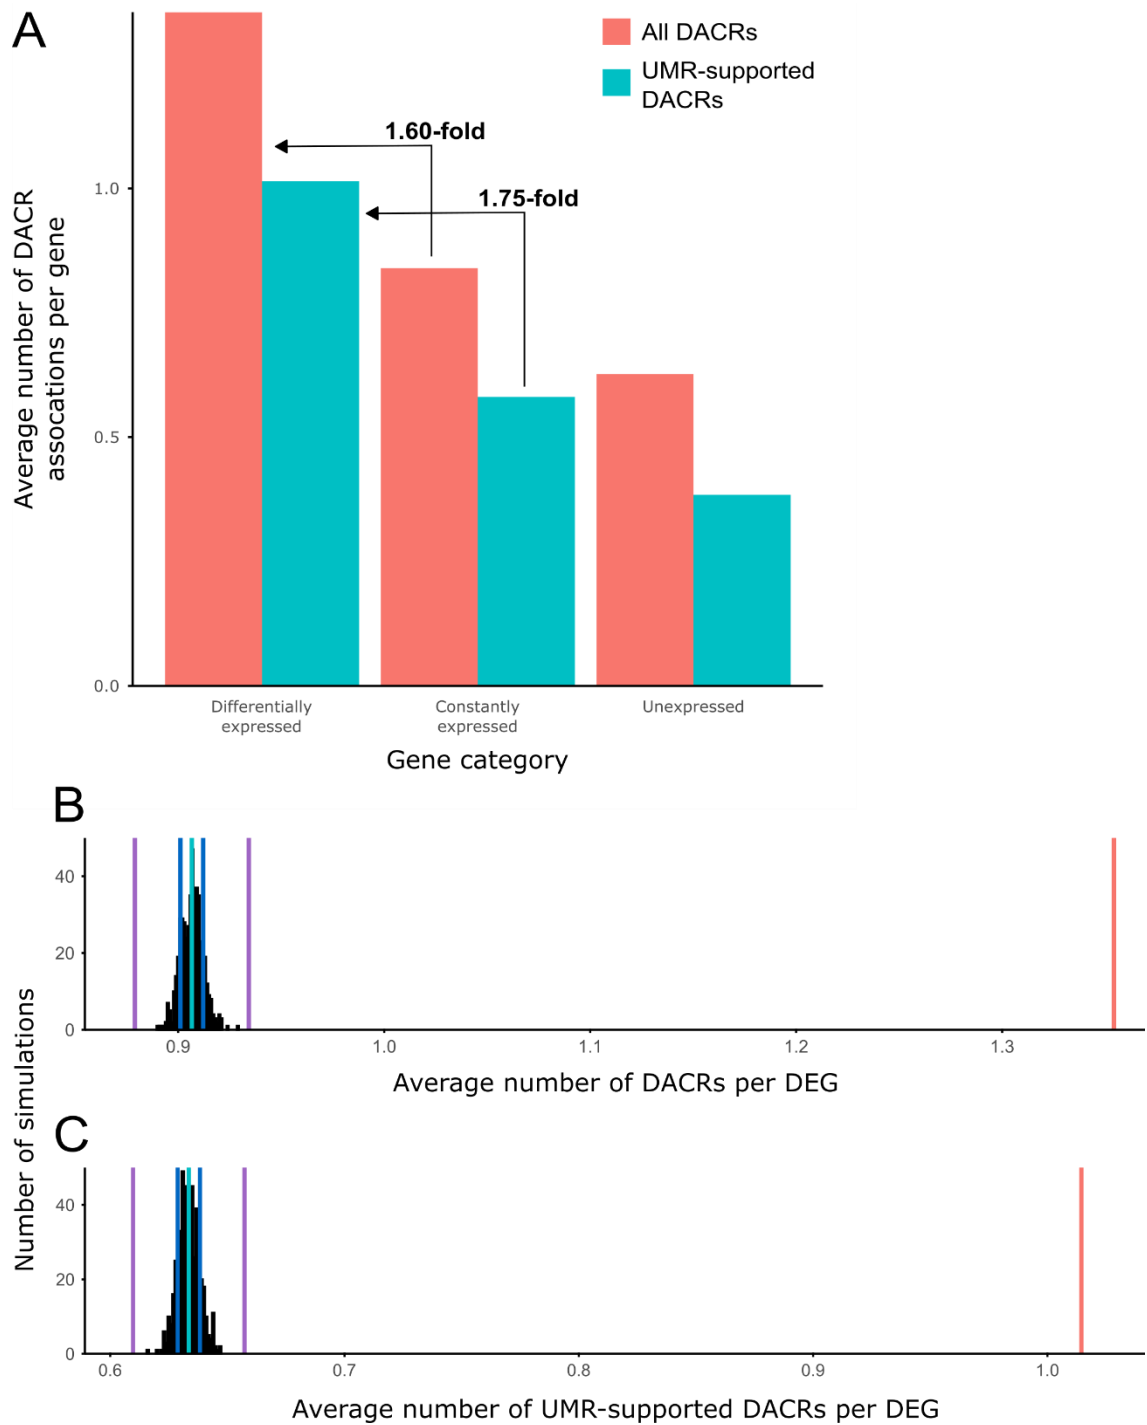 A
All DACRs
UMR-supported
DACRs
1.60-fold
1.75-fold
Average number of DACR
assocations per gene
1.0
0.5
0.0
Differentially
expressed
Constantly
expressed
Unexpressed
Gene category
B
40
20
0
0.9
1.0
1.1
1.2
1.3
Average number of DACRs per DEG
Number of simulations
C
40
20
0
0.6
0.7
0.8
0.9
1.0
Average number of UMR-supported DACRs per DEG